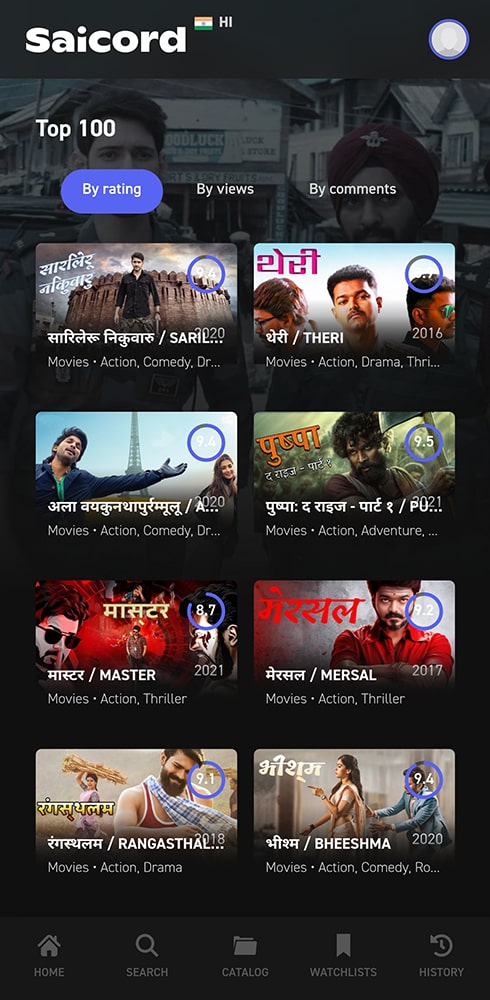 Saicord HI
Top 100
By rating By views By comments
सारिलेरू
नकिुवारु
9.4
2020
सारिलेरू निकुवारु / SARIL...
Movies • Action, Comedy, Dr...
थेरी
2016
थेरी / THERI
Movies • Action, Drama, Thri...
9.4
2020
अला वयकुनथापुर्रम्मूलू / A...
Movies • Action, Comedy, Dr...
पुष्पा
द राइज - पार्ट १
9.5
2021
पुष्पा: द राइज - पार्ट १ / PU...
Movies • Action, Adventure, ...
मास्टर
8.7
2021
मास्टर / MASTER
Movies • Action, Thriller
मेरसल
9.2
2017
मेरसल / MERSAL
Movies • Action, Thriller
रंगस्थलम
9.1
2018
रंगस्थलम / RANGASTHAL...
Movies • Action, Drama
भीश्म
9.4
2020
भीश्म / BHEESHMA
Movies • Action, Comedy, Ro...
HOME SEARCH CATALOG WATCHLISTS HISTORY